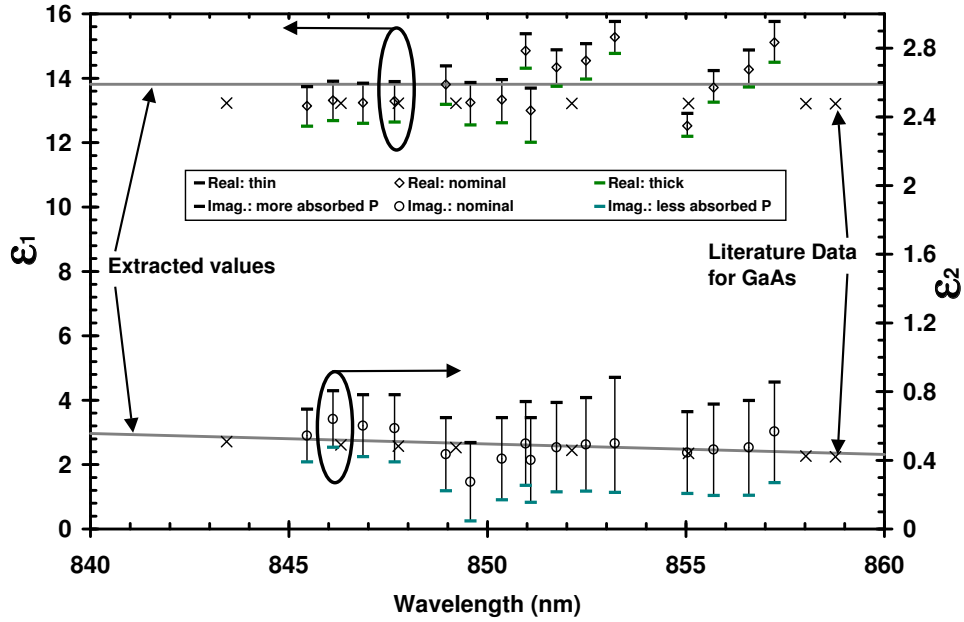 16
14
12
10
8
6
4
2
0
ε1
2.8
2.4
2
1.6
1.2
0.8
0.4
0
ε2
Real: thin
Real: nominal
Real: thick
Imag.: more absorbed P
Imag.: nominal
Imag.: less absorbed P
Extracted values
Literature Data
for GaAs
840
845
850
855
860
Wavelength (nm)